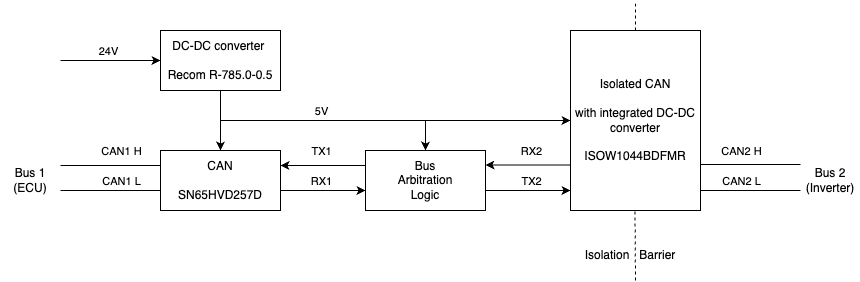 DC-DC converter
Recom R-785.0-0.5
24V
5V
Isolated CAN
with integrated DC-DC
converter
ISOW1044BDFMR
Bus 1
(ECU)
CAN1 H
CAN1 L
CAN
SN65HVD257D
TX1
RX1
Bus
Arbitration
Logic
RX2
TX2
CAN2 H
CAN2 L
Bus 2
(Inverter)
Isolation
Barrier